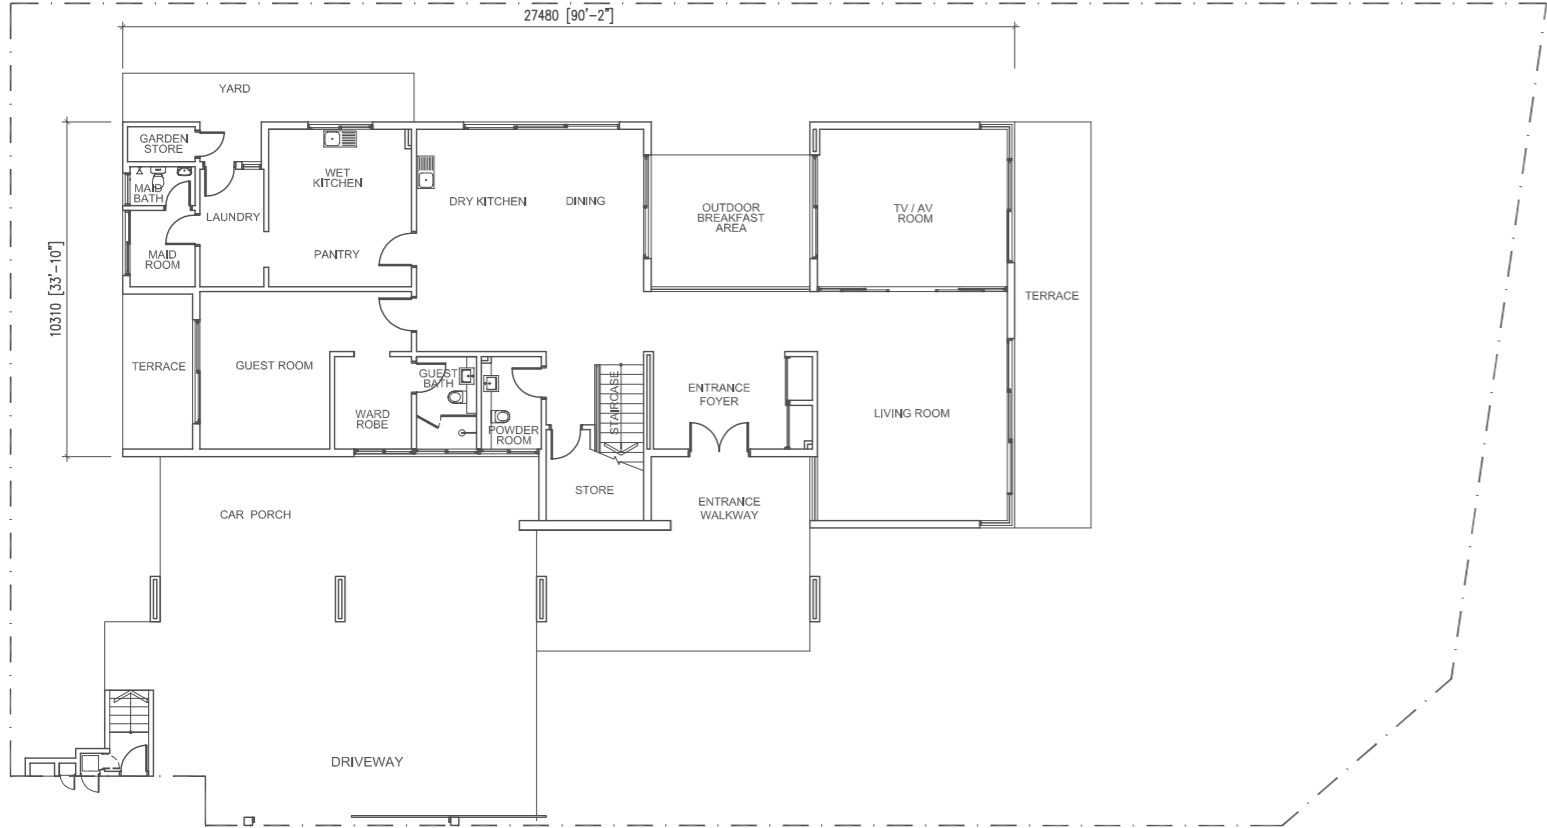 27480 [90'-2"]
YARD
GARDEN
STORE
WET
KITCHEN
MAID
BATH
DRY KITCHEN
DINING
OUTDOOR
BREAKFAST
AREA
TV / AV
ROOM
LAUNDRY
10310 [33'-10"]
MAID
ROOM
PANTRY
TERRACE
TERRACE
GUEST ROOM
GUEST
BATH
STAIRCASE
ENTRANCE
FOYER
WARD
ROBE
LIVING ROOM
POWDER
ROOM
STORE
ENTRANCE
WALKWAY
CAR PORCH
DRIVEWAY